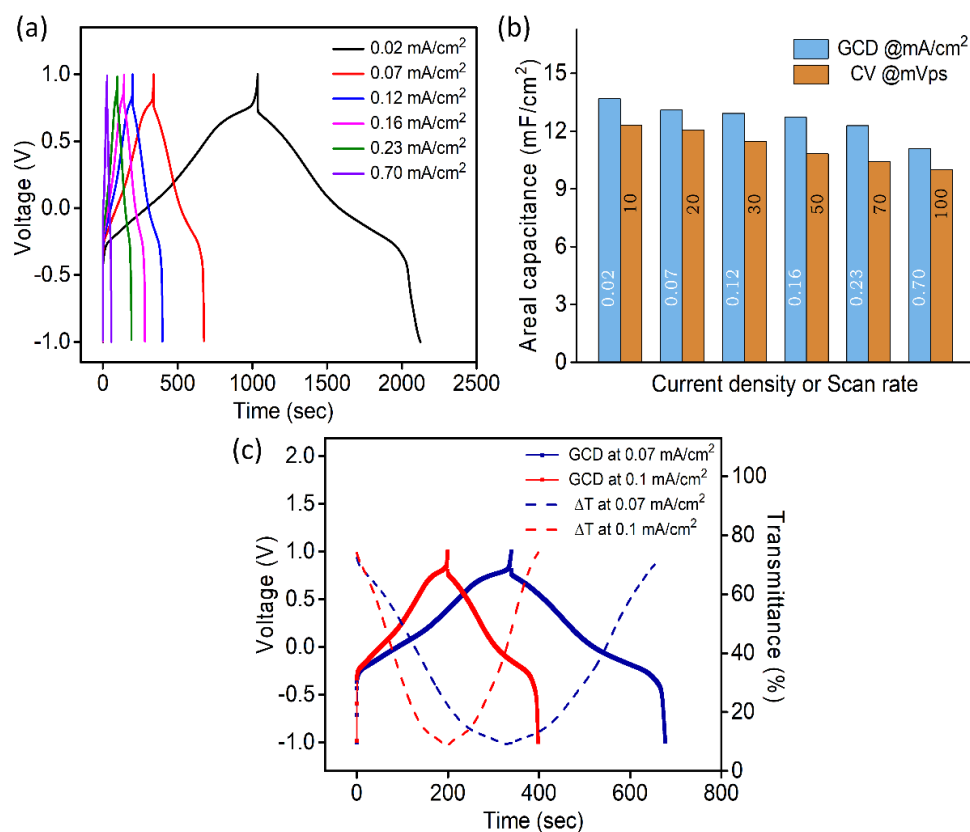 (a)
0.02 mA/cm²
0.07 mA/cm²
0.12 mA/cm²
0.16 mA/cm²
0.23 mA/cm²
0.70 mA/cm²
1.0
0.5
0.0
-0.5
-1.0
Voltage (V)
0 500 1000 1500 2000 2500
Time (sec)
(b)
GCD @mA/cm²
CV @mVps
15
12
9
6
3
0
Areal capacitance (mF/cm²)
10 20 30 50 70 100
0.02 0.07 0.12 0.16 0.23 0.70
Current density or Scan rate
(c)
GCD at 0.07 mA/cm²
GCD at 0.1 mA/cm²
ΔT at 0.07 mA/cm²
ΔT at 0.1 mA/cm²
2.0
1.5
1.0
0.5
0.0
-0.5
-1.0
Voltage (V)
100
80
60
40
20
0
Transmittance (%)
0 200 400 600 800
Time (sec)